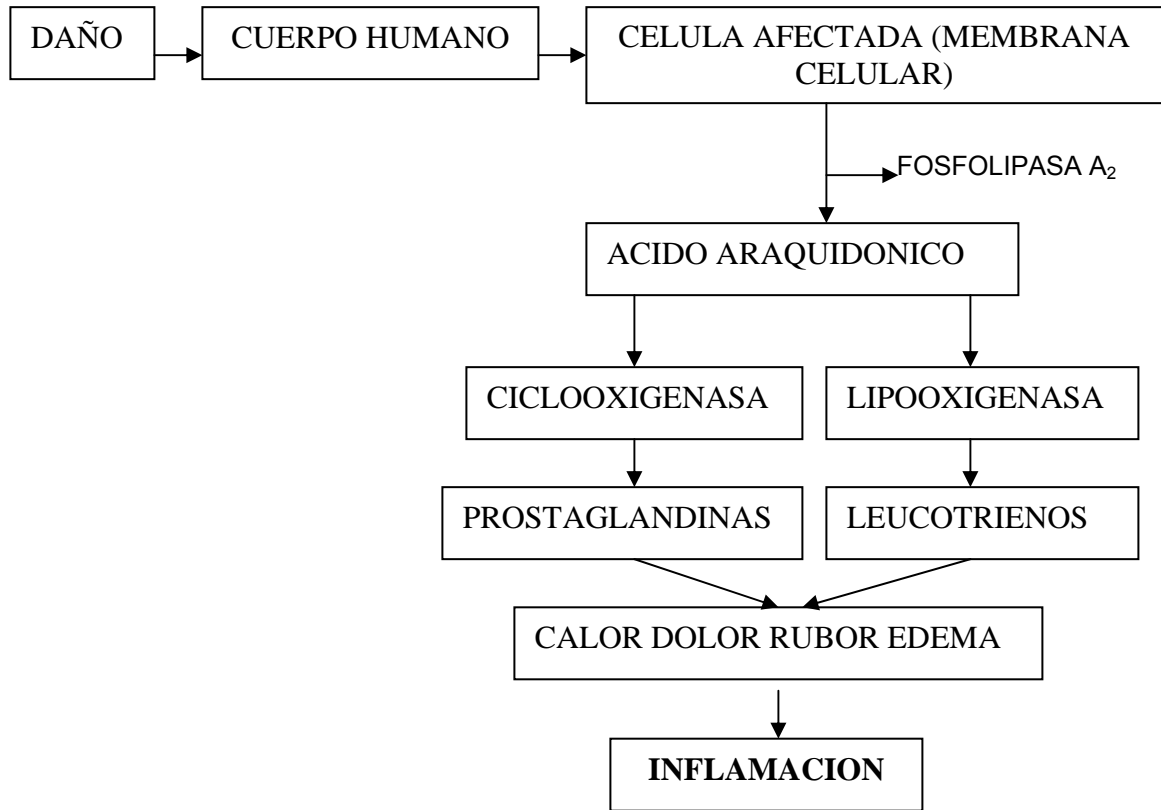 DAÑO
CUERPO HUMANO
CELULA AFECTADA (MEMBRANA
CELULAR)
FOSFOLIPASA A₂
ACIDO ARAQUIDONICO
CICLOOXIGENASA
LIPOOXIGENASA
PROSTAGLANDINAS
LEUCOTRIENOS
CALOR DOLOR RUBOR EDEMA
INFLAMACION